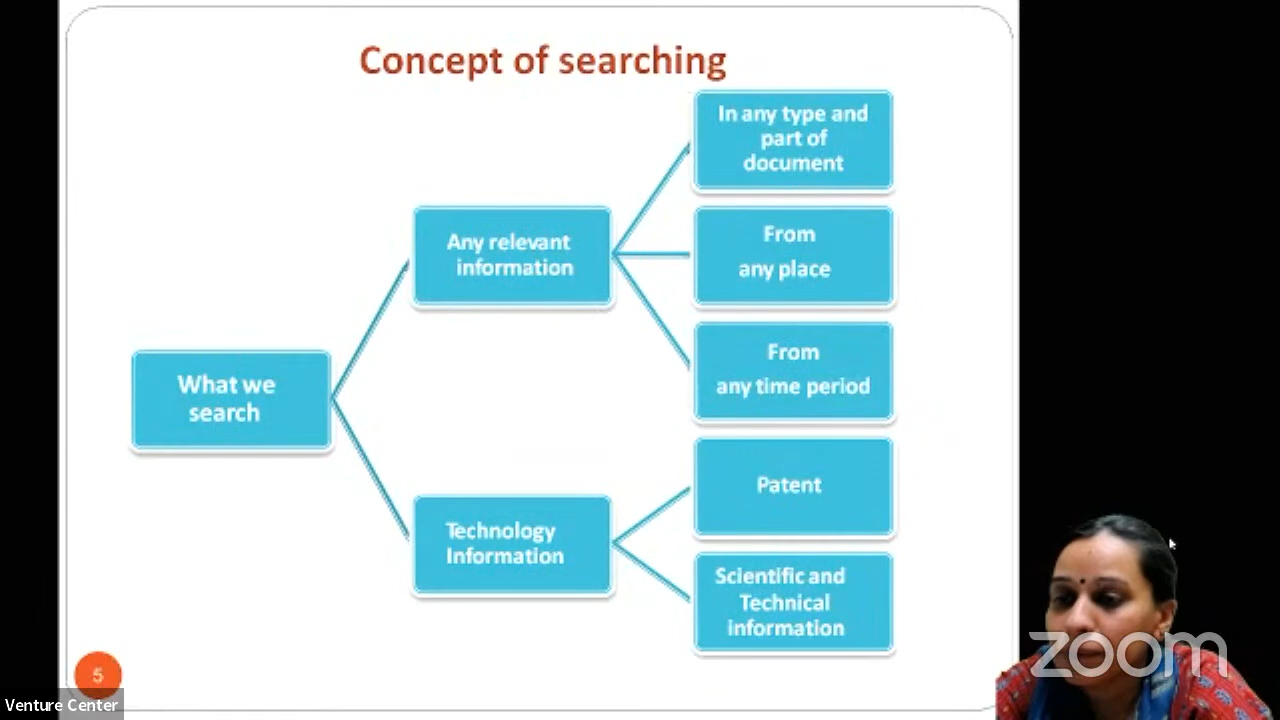 Concept of searching
In any type and
part of
document
Any relevant
information
From
any place
From
any time period
What we
search
Patent
Technology
Information
Scientific and
Technical
information
5
Venture Center
zoom